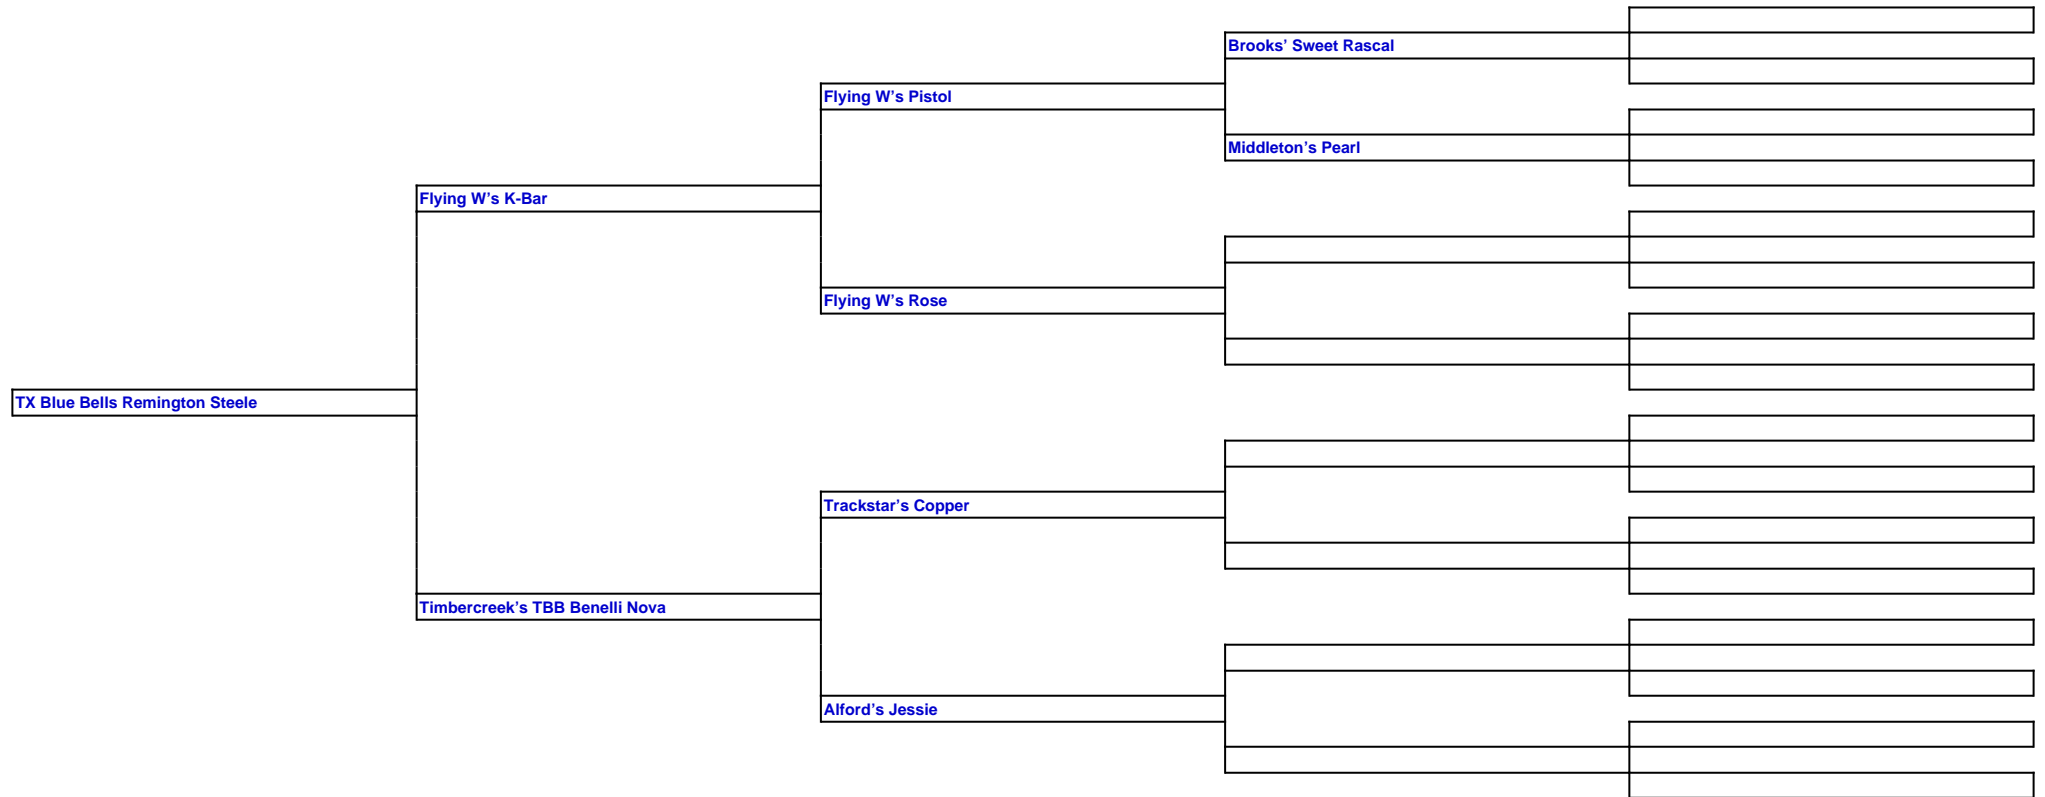 Brooks’ Sweet Rascal
Flying W’s Pistol
Middleton’s Pearl
Flying W’s K-Bar
Flying W’s Rose
TX Blue Bells Remington Steele
Trackstar’s Copper
Timbercreek’s TBB Benelli Nova
Alford’s Jessie